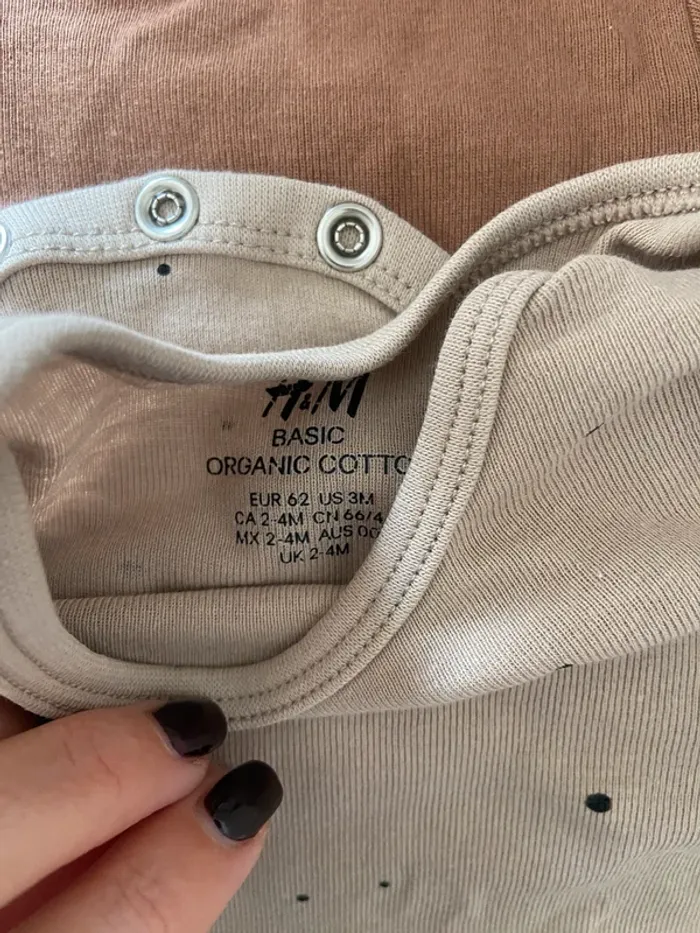 H&M
BASIC
ORGANIC COTTO
EUR 62 US 3M
CA 2-4M CN 66/4
MX 2-4M AUS 00
UK 2-4M